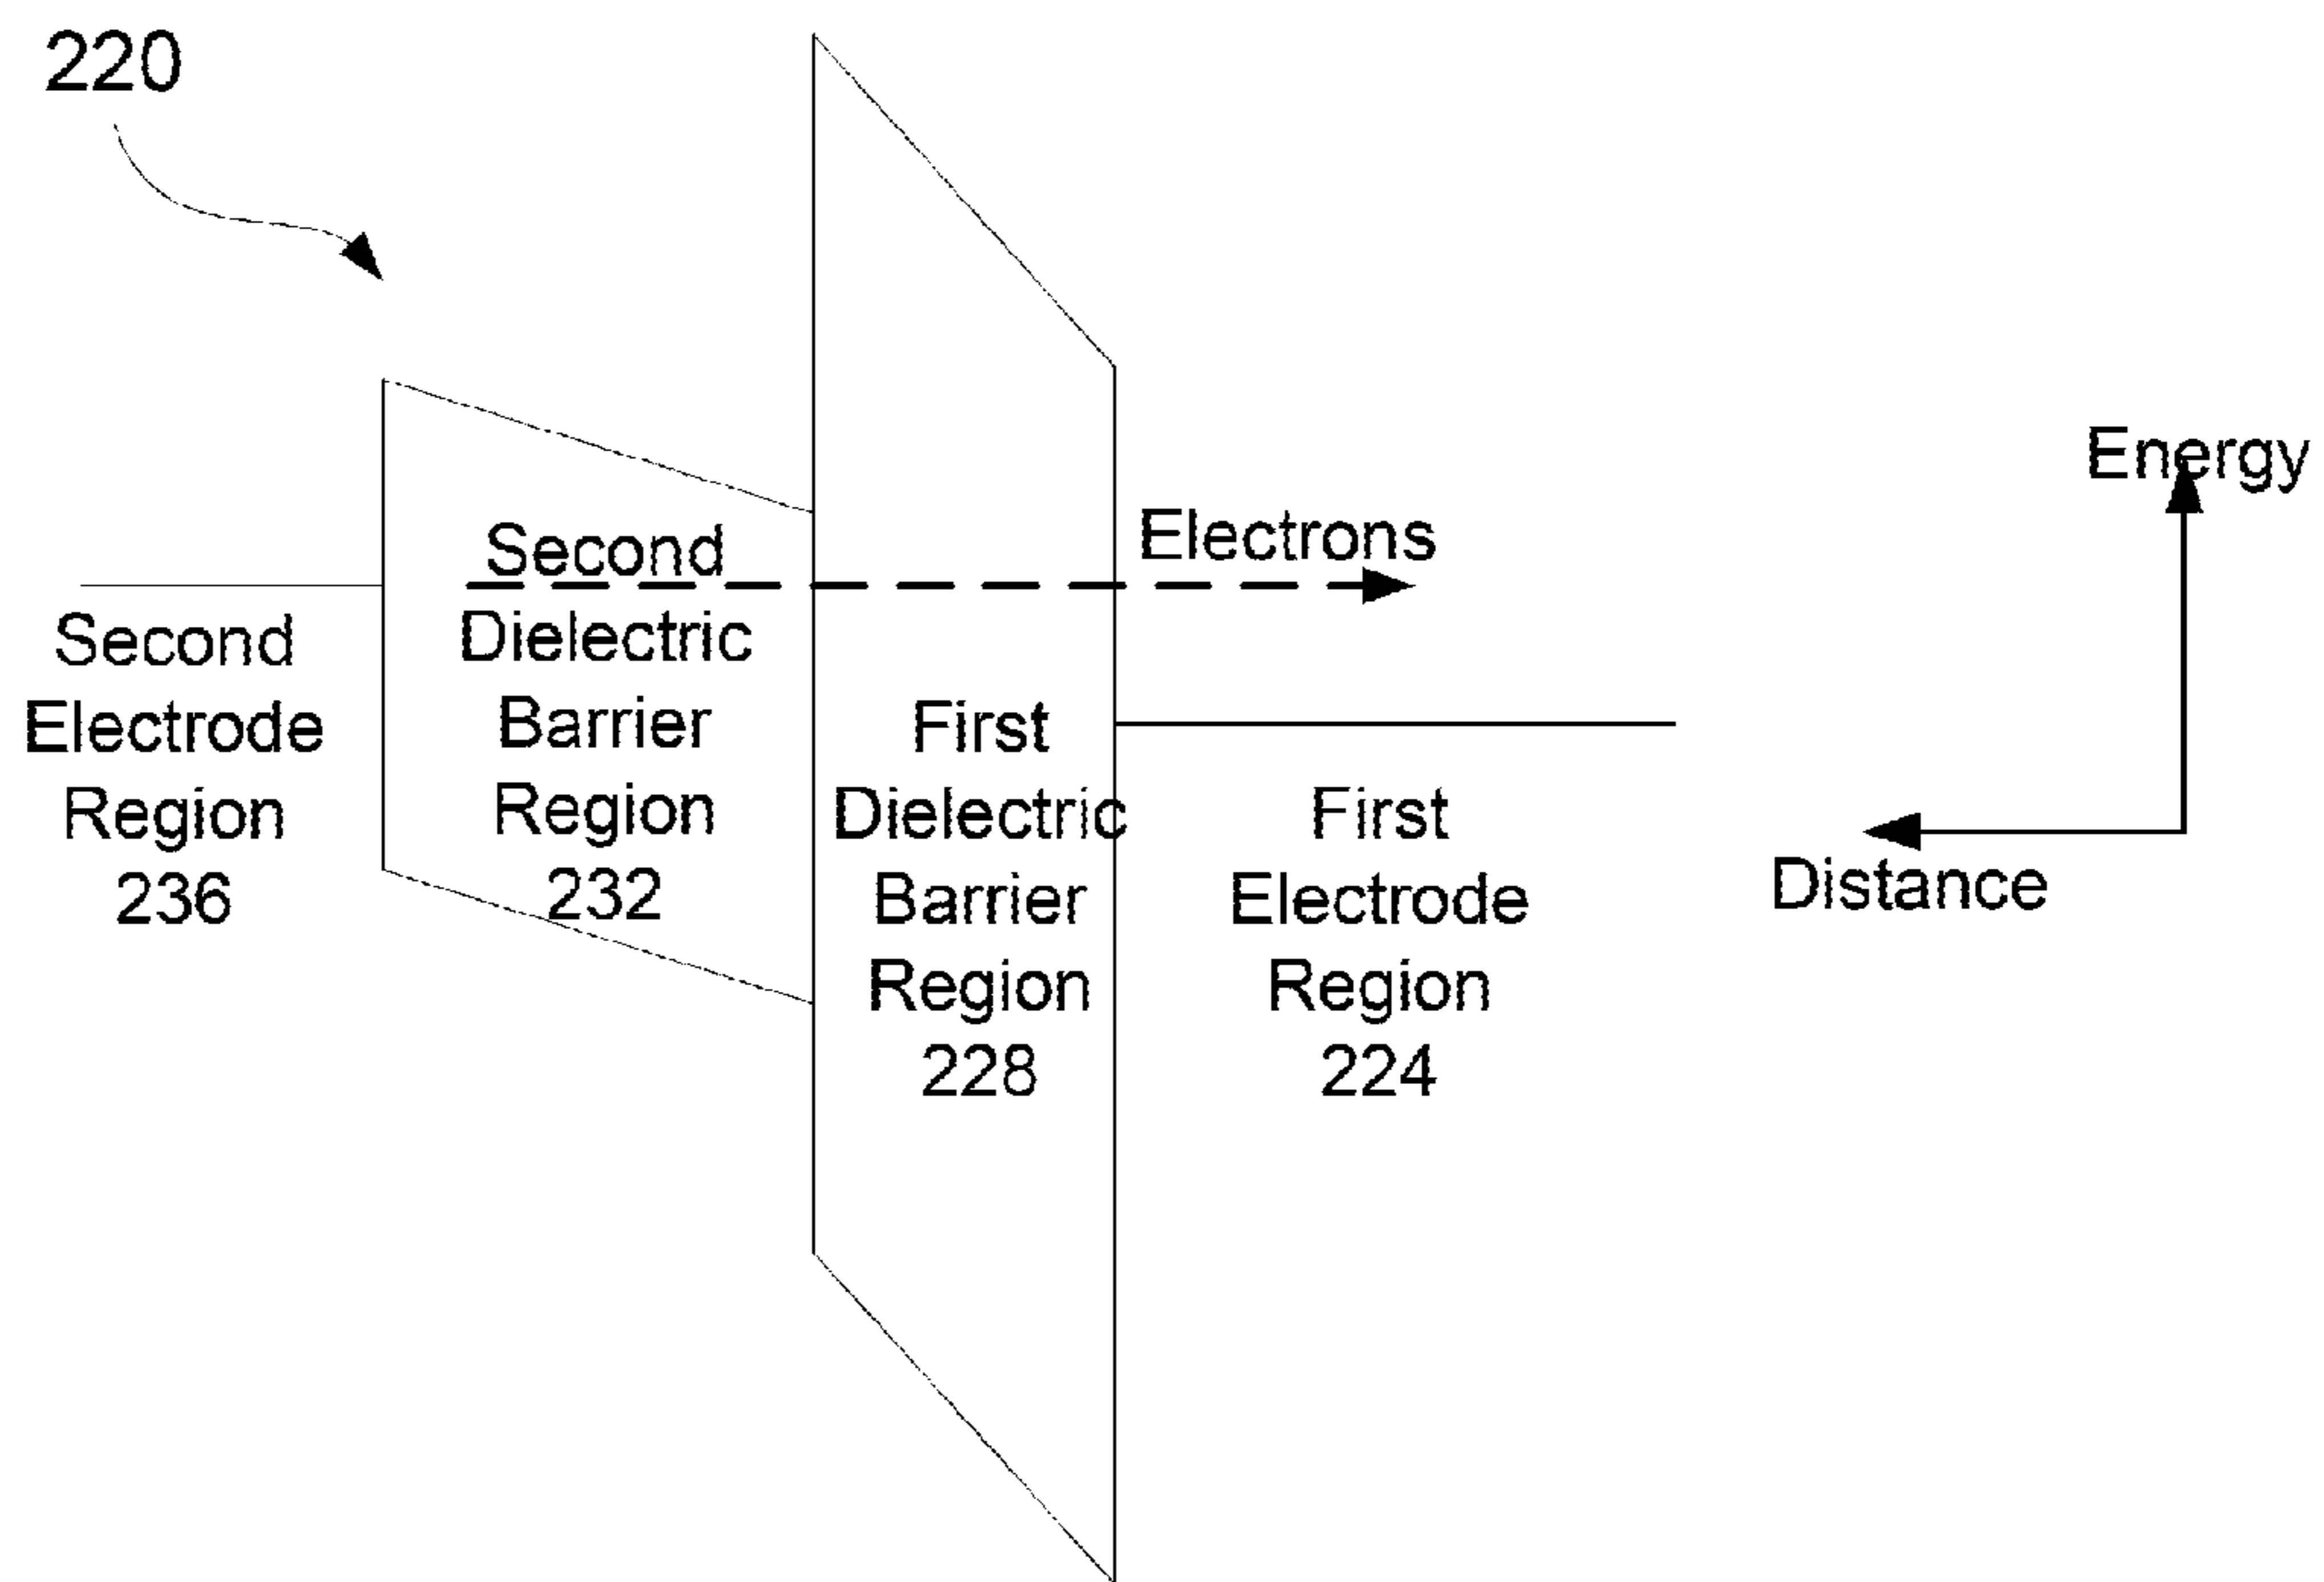 220
Energy
Electrons
Second
Dielectric
Barrier
Region
232
Second
Electrode
Region
236
First
Dielectric
Barrier
Region
228
First
Electrode
Region
224
Distance